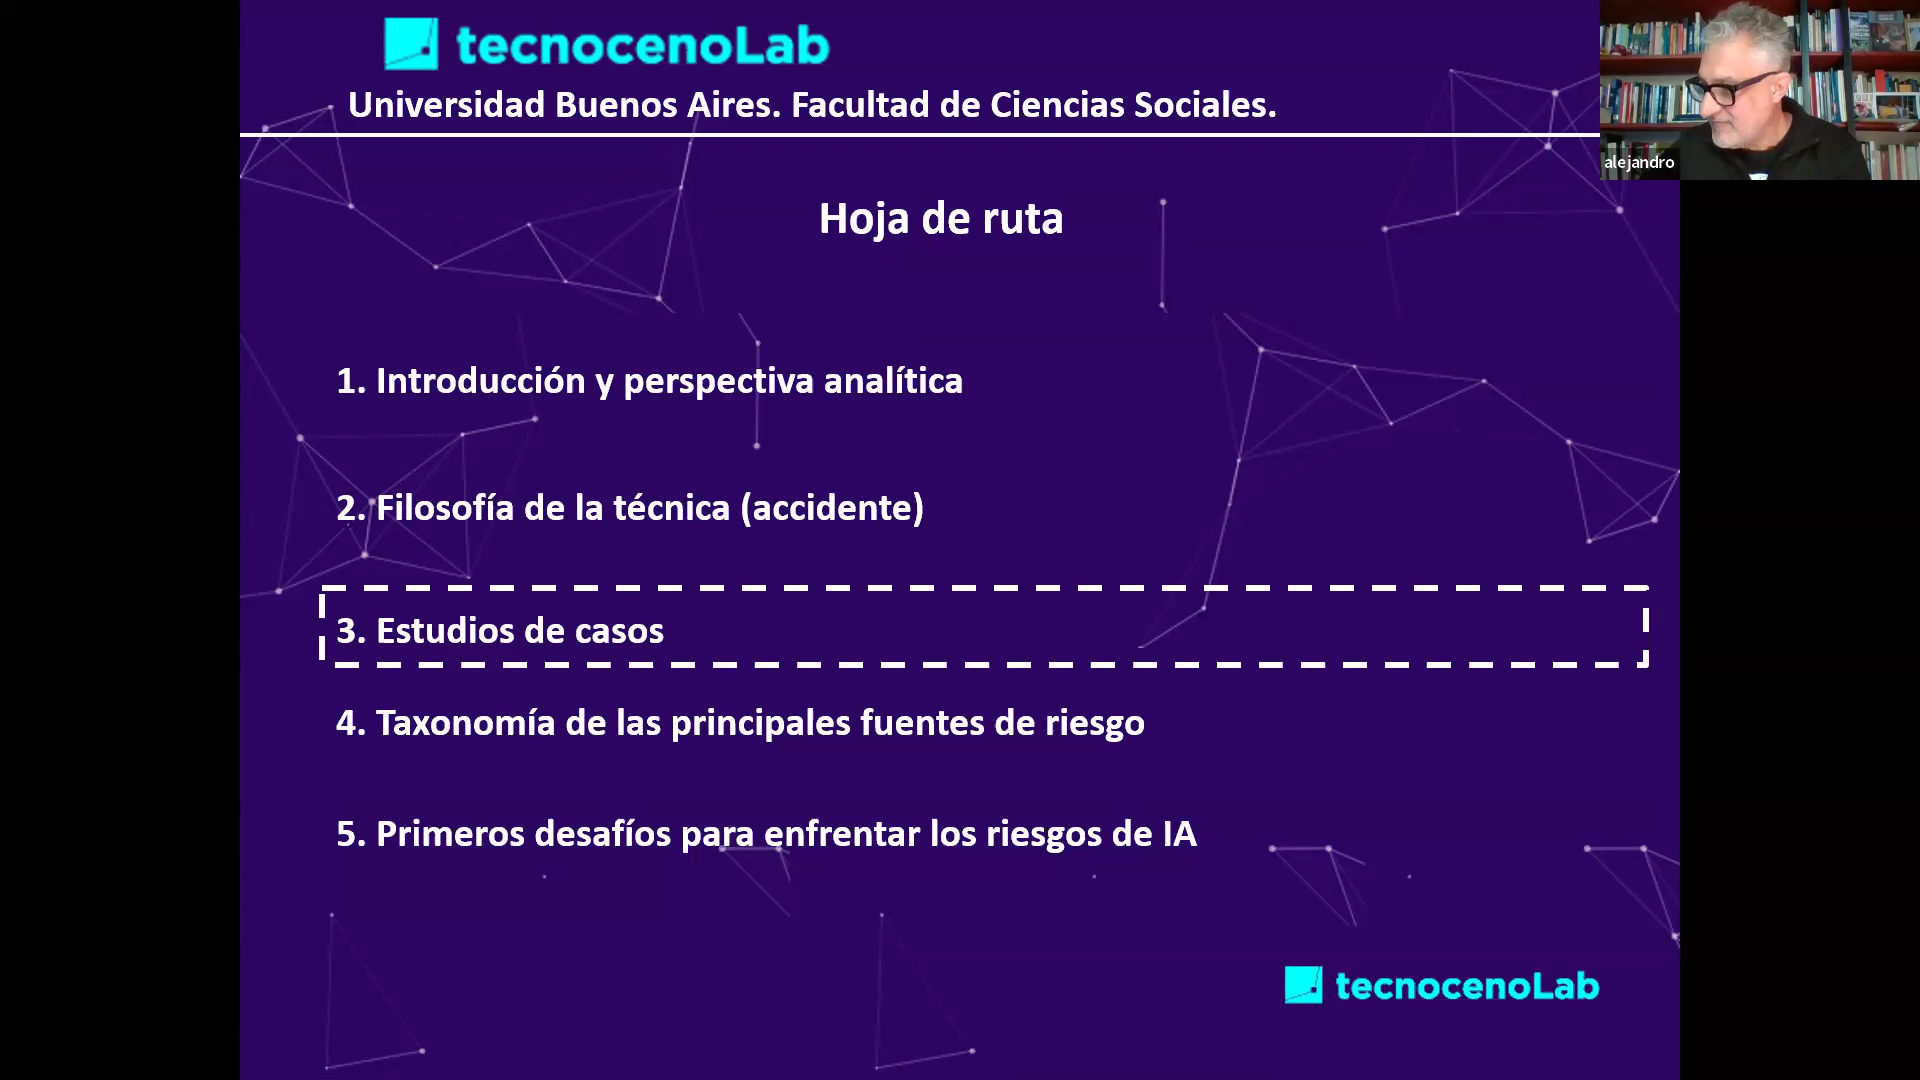 tecnocenoLab
Universidad Buenos Aires. Facultad de Ciencias Sociales.
alejandro
Hoja de ruta
1. Introducción y perspectiva analítica
2. Filosofía de la técnica (accidente)
3. Estudios de casos
4. Taxonomía de las principales fuentes de riesgo
5. Primeros desafíos para enfrentar los riesgos de IA
tecnocenoLab